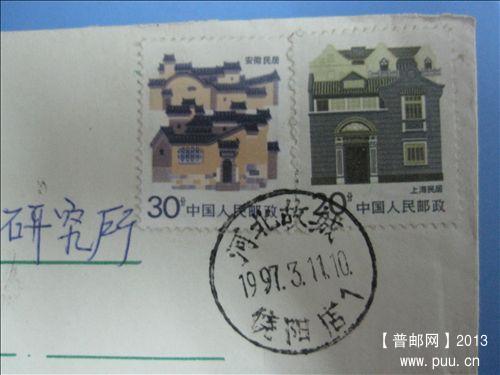 安徽民居
30分 中国人民邮政
上海民居
20分 中国人民邮政
研究所
河北故城
1997.3.11.10.
饶阳店 1
【普邮网】2013
www.puu.cn